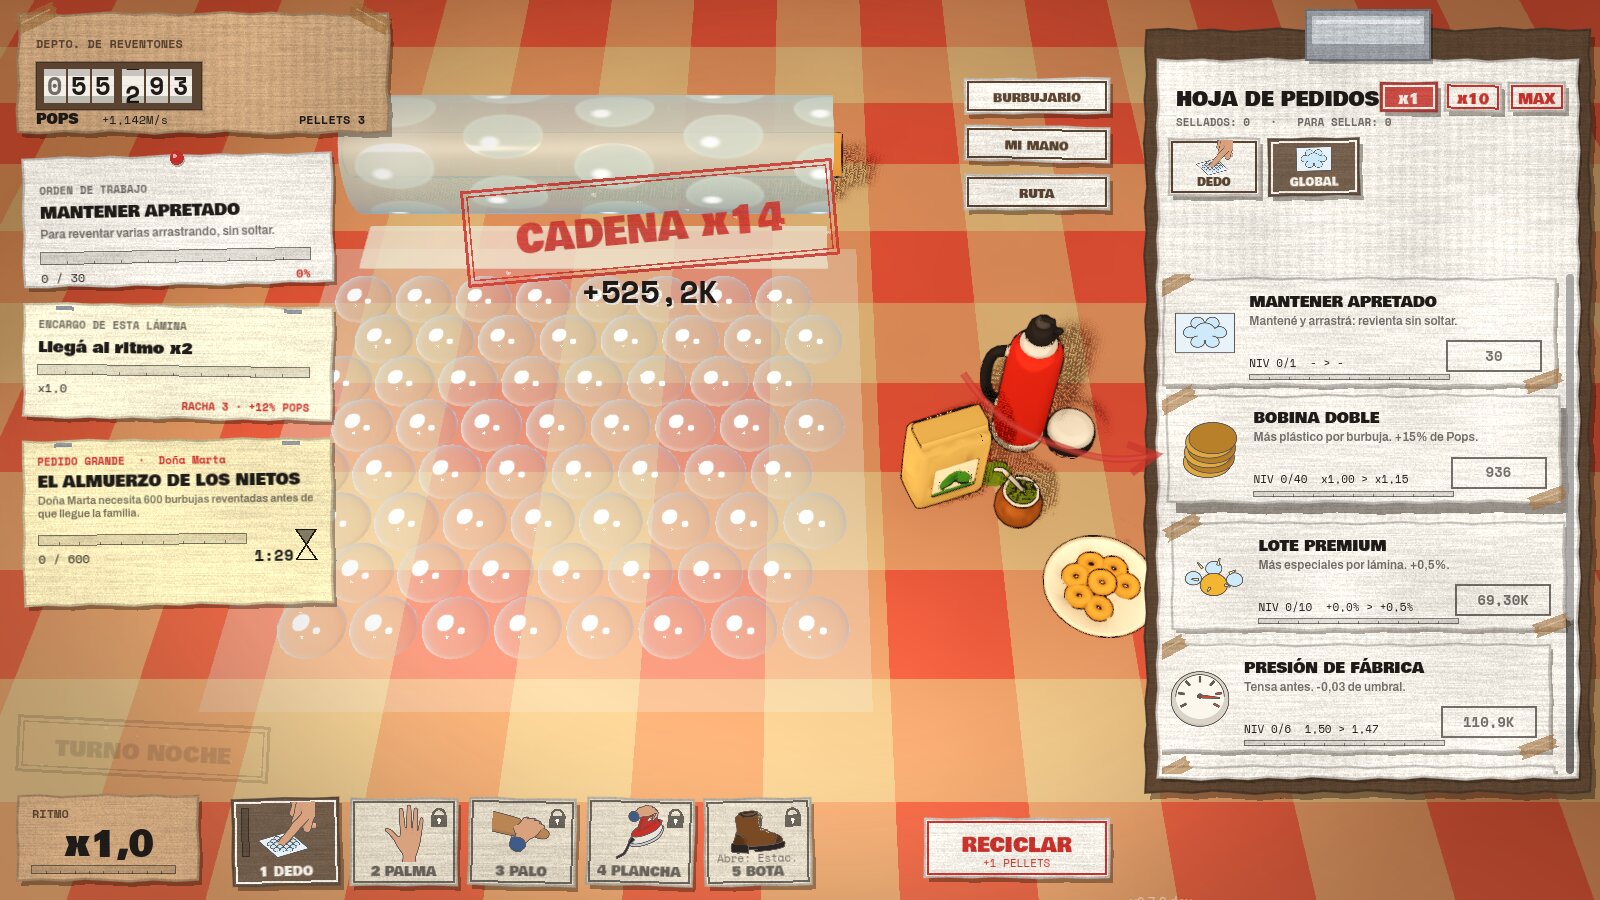 DEPTO. DE REVENTONES
055293
POPS +1,142M/s PELLETS 3
ORDEN DE TRABAJO
MANTENER APRETADO
Para reventar varias arrastrando, sin soltar.
0 / 30 0%
ENCARGO DE ESTA LÁMINA
Llegá al ritmo x2
x1.0
RACHA 3 · +12% POPS
PEDIDO GRANDE · Doña Marta
EL ALMUERZO DE LOS NIETOS
Doña Marta necesita 600 burbujas reventadas antes de
que llegue la familia.
0 / 600 1:29
TURNO NOCHE
RITMO
x1,0
CADENA x14
+525,2K
BURBUJARIO
MI MANO
RUTA
HOJA DE PEDIDOS x1 x10 MAX
SELLADOS: 0 · PARA SELLAR: 0
DEDO GLOBAL
MANTENER APRETADO
Mantené y arrastrá: revienta sin soltar.
NIV 0/1 - > - 30
BOBINA DOBLE
Más plástico por burbuja. +15% de Pops.
NIV 0/40 x1,00 > x1,15 936
LOTE PREMIUM
Más especiales por lámina. +0,5%.
NIV 0/10 +0,0% > +0,5% 69,30K
PRESIÓN DE FÁBRICA
Tensa antes. -0,03 de umbral.
NIV 0/6 1,50 > 1,47 110,9K
1 DEDO
2 PALMA
3 PALO
4 PLANCHA
Abre: Estac.
5 BOTA
RECICLAR
+1 PELLETS